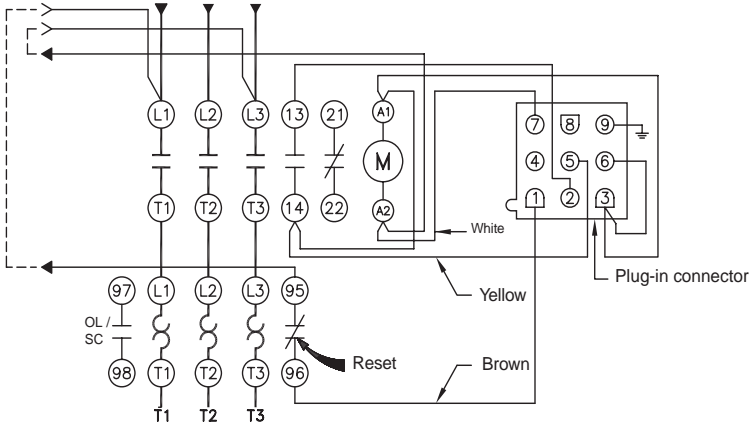 L1 L2 L3 13 21 A1
7 8 9
M
4 5 6
T1 T2 T3 14 22 A2
1 2 3
White
Plug-in connector
97 L1 L2 L3 95
Yellow
OL /
SC
Reset
Brown
98 T1 T2 T3 96
T1 T2 T3